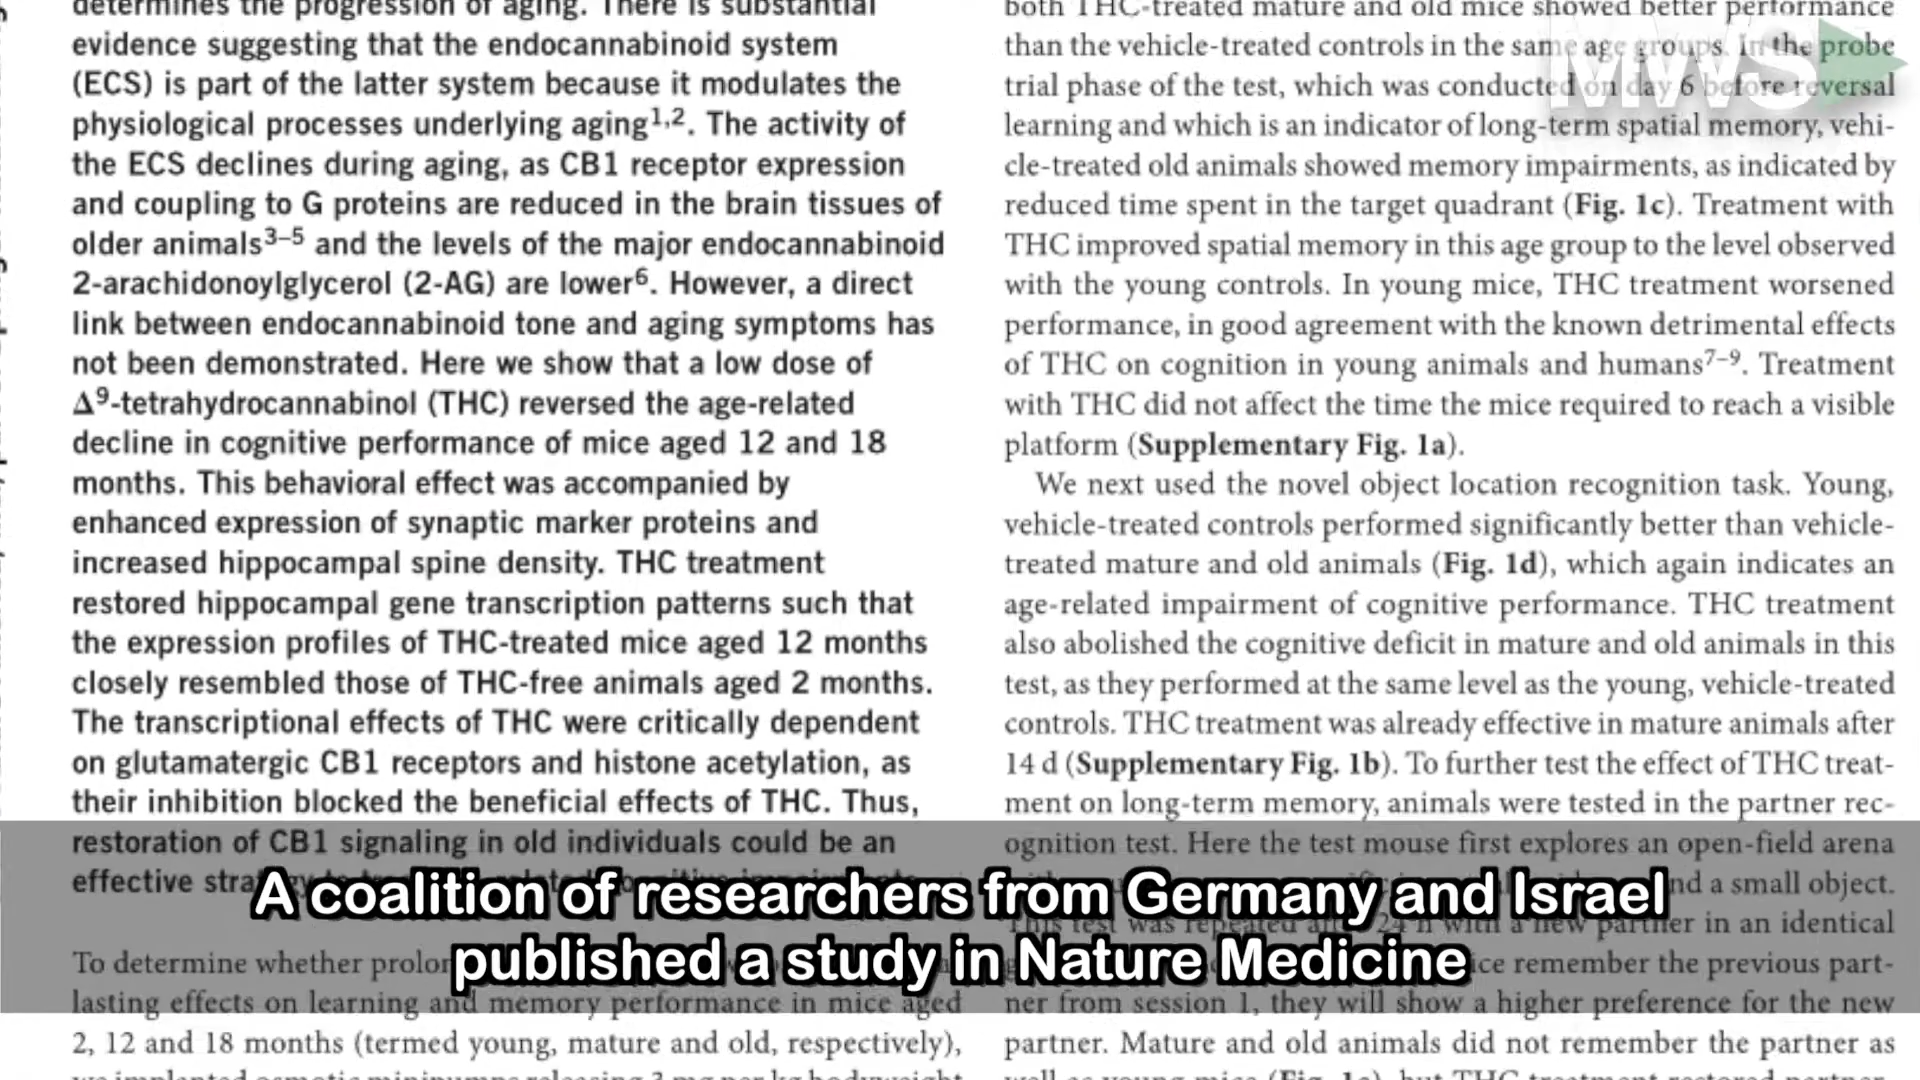 determines the progression of aging. There is substantial
evidence suggesting that the endocannabinoid system
(ECS) is part of the latter system because it modulates the
physiological processes underlying aging1,2. The activity of
the ECS declines during aging, as CB1 receptor expression
and coupling to G proteins are reduced in the brain tissues of
older animals3–5 and the levels of the major endocannabinoid
2-arachidonoylglycerol (2-AG) are lower6. However, a direct
link between endocannabinoid tone and aging symptoms has
not been demonstrated. Here we show that a low dose of
Δ9-tetrahydrocannabinol (THC) reversed the age-related
decline in cognitive performance of mice aged 12 and 18
months. This behavioral effect was accompanied by
enhanced expression of synaptic marker proteins and
increased hippocampal spine density. THC treatment
restored hippocampal gene transcription patterns such that
the expression profiles of THC-treated mice aged 12 months
closely resembled those of THC-free animals aged 2 months.
The transcriptional effects of THC were critically dependent
on glutamatergic CB1 receptors and histone acetylation, as
their inhibition blocked the beneficial effects of THC. Thus,
restoration of CB1 signaling in old individuals could be an
effective
To determine whether
lasting effects on learning and memory performance in mice aged
2, 12 and 18 months (termed young, mature and old, respectively),
both THC-treated mature and old mice showed better performance
than the vehicle-treated controls in the same age groups. In the probe
trial phase of the test, which was conducted on day 6 before reversal
learning and which is an indicator of long-term spatial memory, vehi-
cle-treated old animals showed memory impairments, as indicated by
reduced time spent in the target quadrant (Fig. 1c). Treatment with
THC improved spatial memory in this age group to the level observed
with the young controls. In young mice, THC treatment worsened
performance, in good agreement with the known detrimental effects
of THC on cognition in young animals and humans7–9. Treatment
with THC did not affect the time the mice required to reach a visible
platform (Supplementary Fig. 1a).
We next used the novel object location recognition task. Young,
vehicle-treated controls performed significantly better than vehicle-
treated mature and old animals (Fig. 1d), which again indicates an
age-related impairment of cognitive performance. THC treatment
also abolished the cognitive deficit in mature and old animals in this
test, as they performed at the same level as the young, vehicle-treated
controls. THC treatment was already effective in mature animals after
14 d (Supplementary Fig. 1b). To further test the effect of THC treat-
ment on long-term memory, animals were tested in the partner rec-
ognition test. Here the test mouse first explores an open-field arena
a small object.
This test was repeated 24 h with a new partner in an identical
remember the previous part-
ner from session 1, they will show a higher preference for the new
partner. Mature and old animals did not remember the partner as
MWS
A coalition of researchers from Germany and Israel
published a study in Nature Medicine